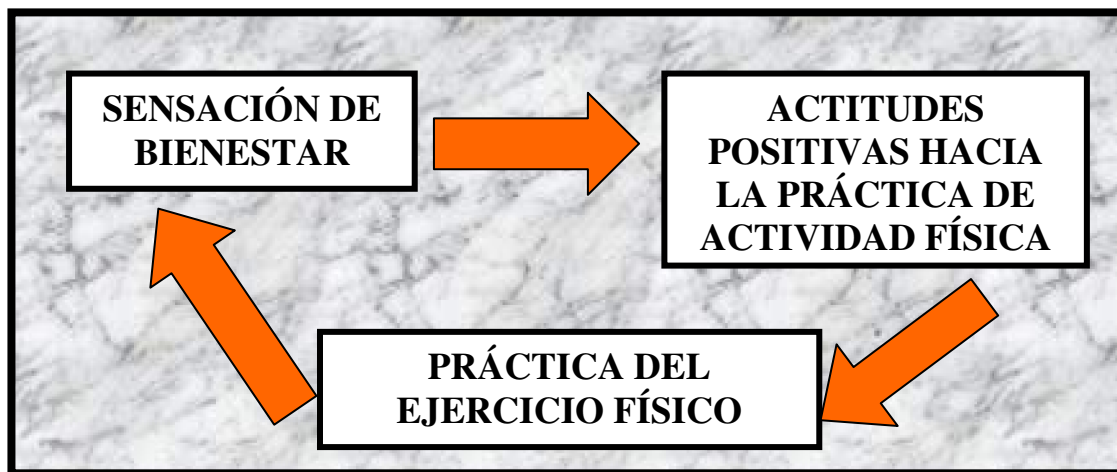 SENSACIÓN DE
BIENESTAR
ACTITUDES
POSITIVAS HACIA
LA PRÁCTICA DE
ACTIVIDAD FÍSICA
PRÁCTICA DEL
EJERCICIO FÍSICO